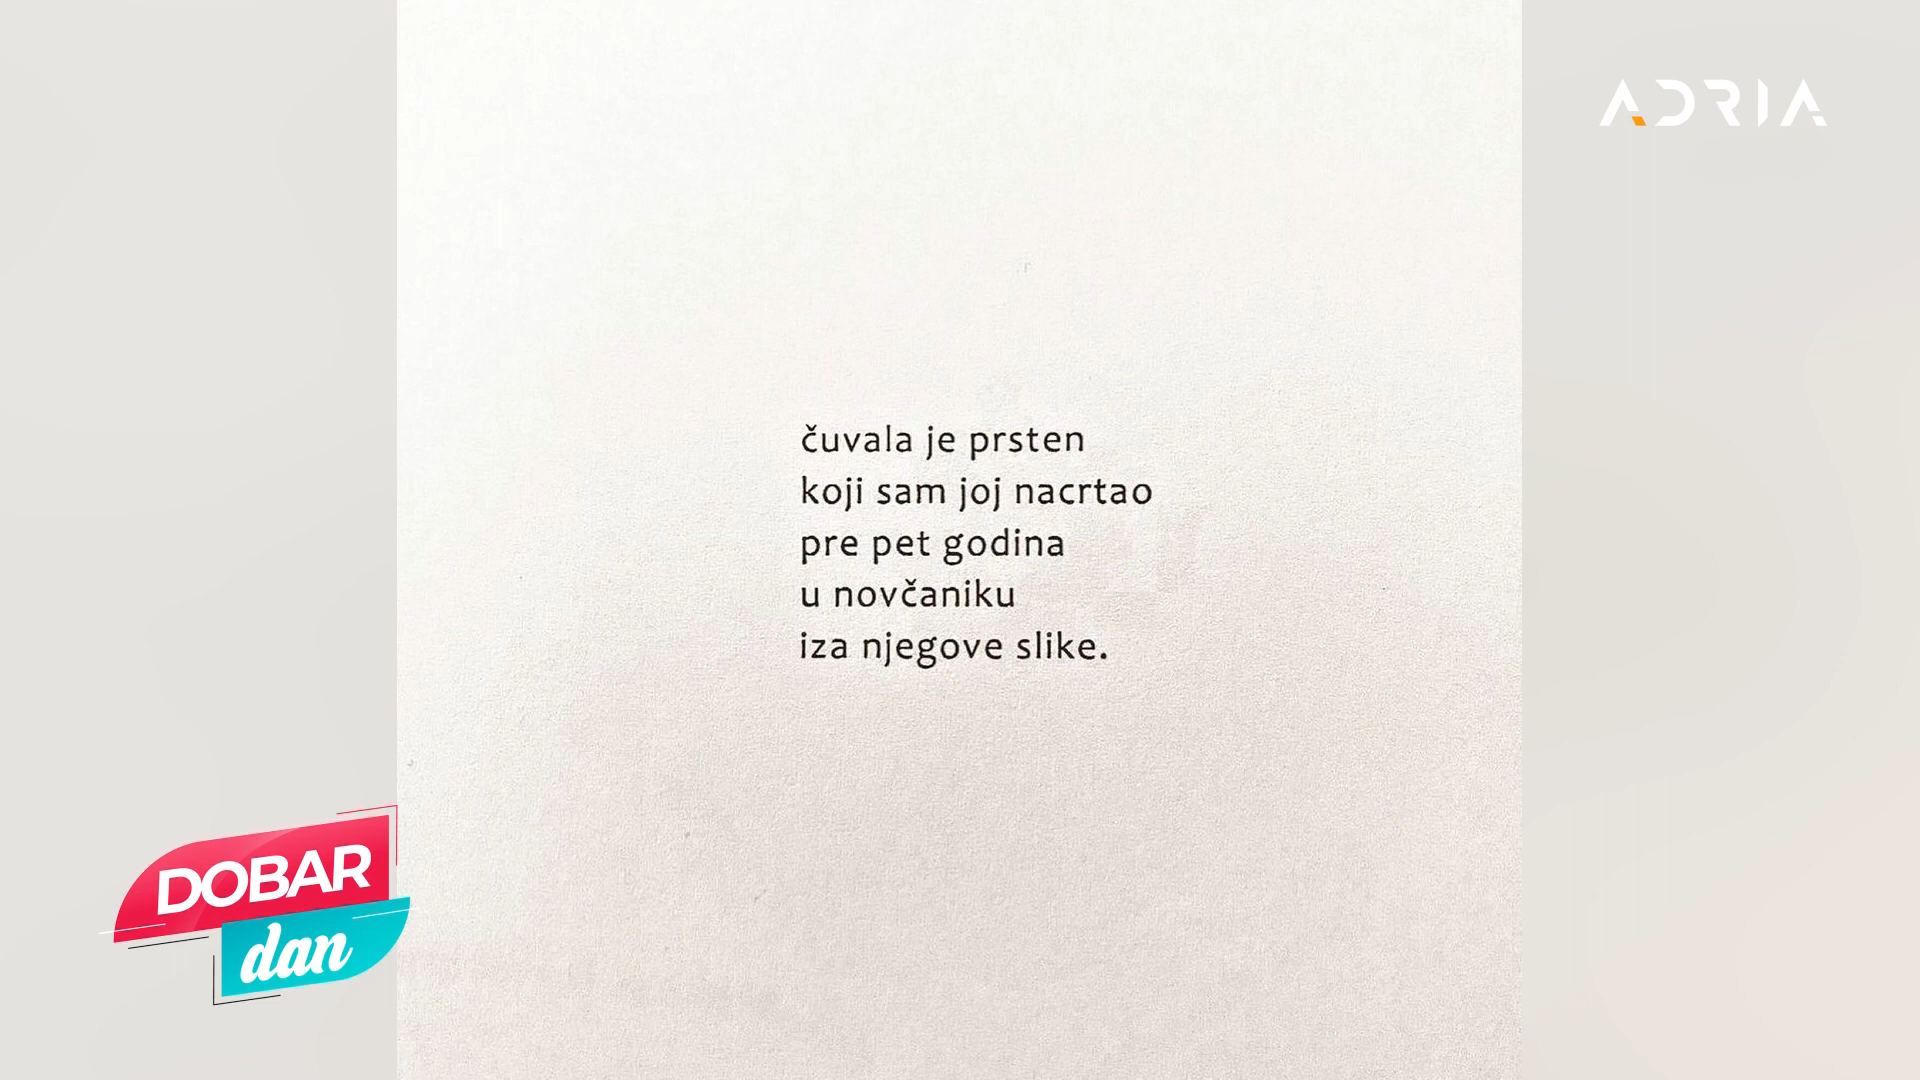 ADRIA
čuvala je prsten
koji sam joj nacrtao
pre pet godina
u novčaniku
iza njegove slike.
DOBAR
dan